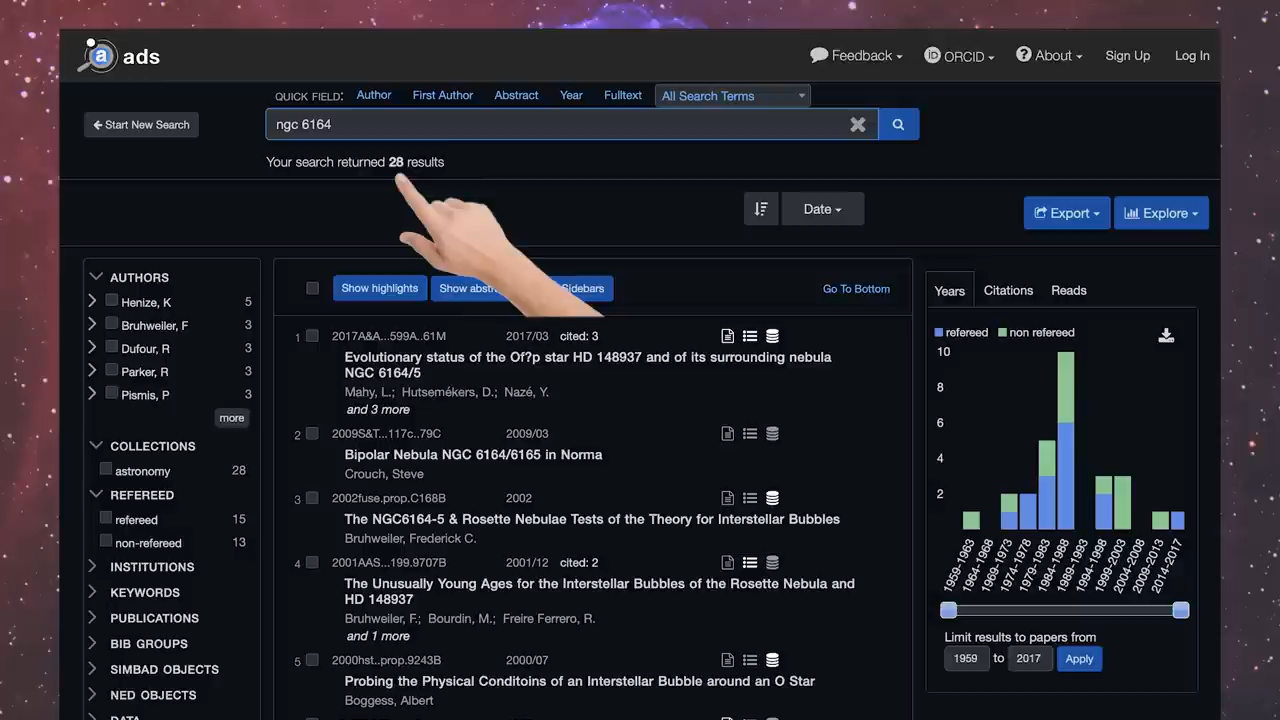 a ads
Feedback
ORCID
About
Sign Up
Log In
QUICK FIELD:
Author
First Author
Abstract
Year
Fulltext
All Search Terms
Start New Search
ngc 6164
Your search returned 28 results
Date
Export
Explore
AUTHORS
Henize, K 5
Bruhweiler, F 3
Dufour, R 3
Parker, R 3
Pismis, P 3
more
COLLECTIONS
astronomy 28
REFEREED
refereed 15
non-refereed 13
INSTITUTIONS
KEYWORDS
PUBLICATIONS
BIB GROUPS
SIMBAD OBJECTS
NED OBJECTS
Show highlights
Sidebars
Go To Bottom
1 2017A&A...599A..61M 2017/03 cited: 3
Evolutionary status of the Of?p star HD 148937 and of its surrounding nebula
NGC 6164/5
Mahy, L.; Hutsemékers, D.; Nazé, Y.
and 3 more
2 2009S&T...117c..79C 2009/03
Bipolar Nebula NGC 6164/6165 in Norma
Crouch, Steve
3 2002fuse.prop.C168B 2002
The NGC6164-5 & Rosette Nebulae Tests of the Theory for Interstellar Bubbles
Bruhweiler, Frederick C.
4 2001AAS...199.9707B 2001/12 cited: 2
The Unusually Young Ages for the Interstellar Bubbles of the Rosette Nebula and
HD 148937
Bruhweiler, F.; Bourdin, M.; Freire Ferrero, R.
and 1 more
5 2000hst..prop.9243B 2000/07
Probing the Physical Conditoins of an Interstellar Bubble around an O Star
Boggess, Albert
Years
Citations
Reads
refereed
non refereed
10
8
6
4
2
1959-1963
1964-1968
1969-1973
1974-1978
1979-1983
1984-1988
1989-1993
1994-1998
1999-2003
2004-2008
2009-2013
2014-2017
Limit results to papers from
1959 to 2017 Apply